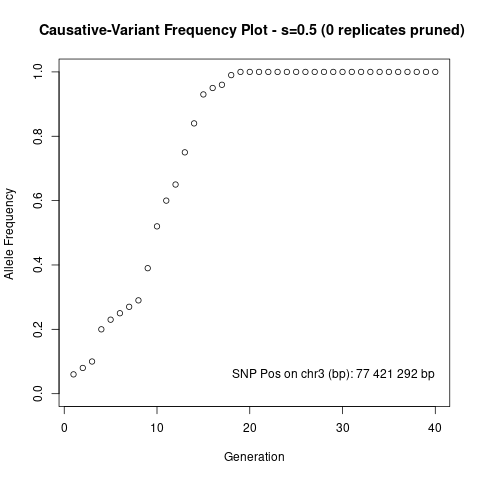 Causative-Variant Frequency Plot - s=0.5 (0 replicates pruned)
Allele Frequency
1.0
0.8
0.6
0.4
0.2
0.0
SNP Pos on chr3 (bp): 77 421 292 bp
0 10 20 30 40
Generation